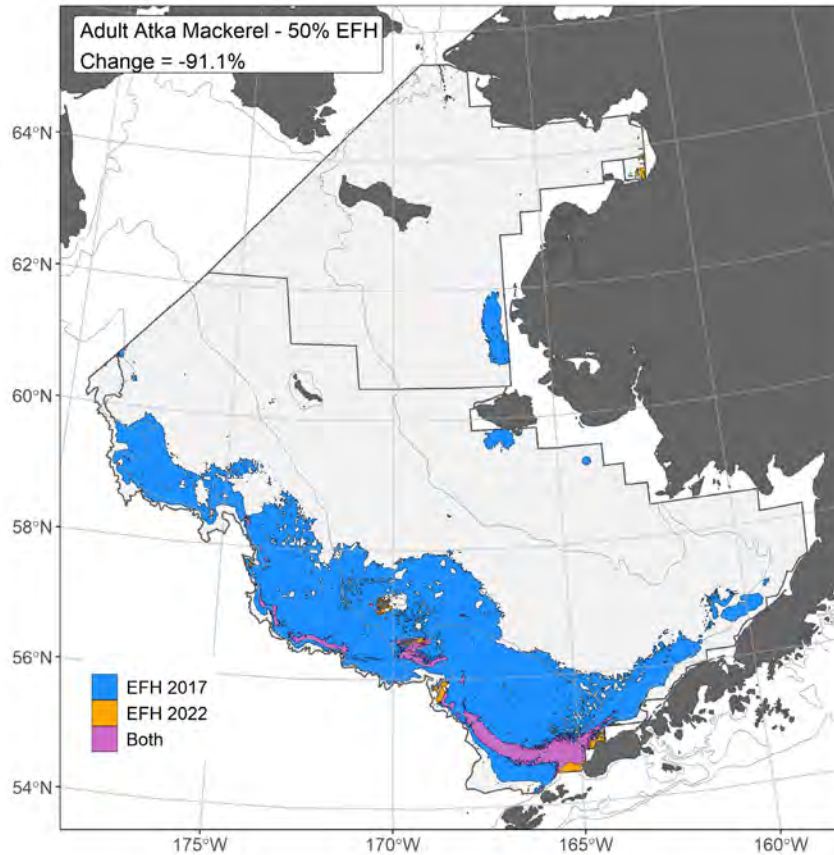 Adult Atka Mackerel - 50% EFH
Change = -91.1%
64°N
62°N
60°N
58°N
56°N
54°N
EFH 2017
EFH 2022
Both
175°W
170°W
165°W
160°W